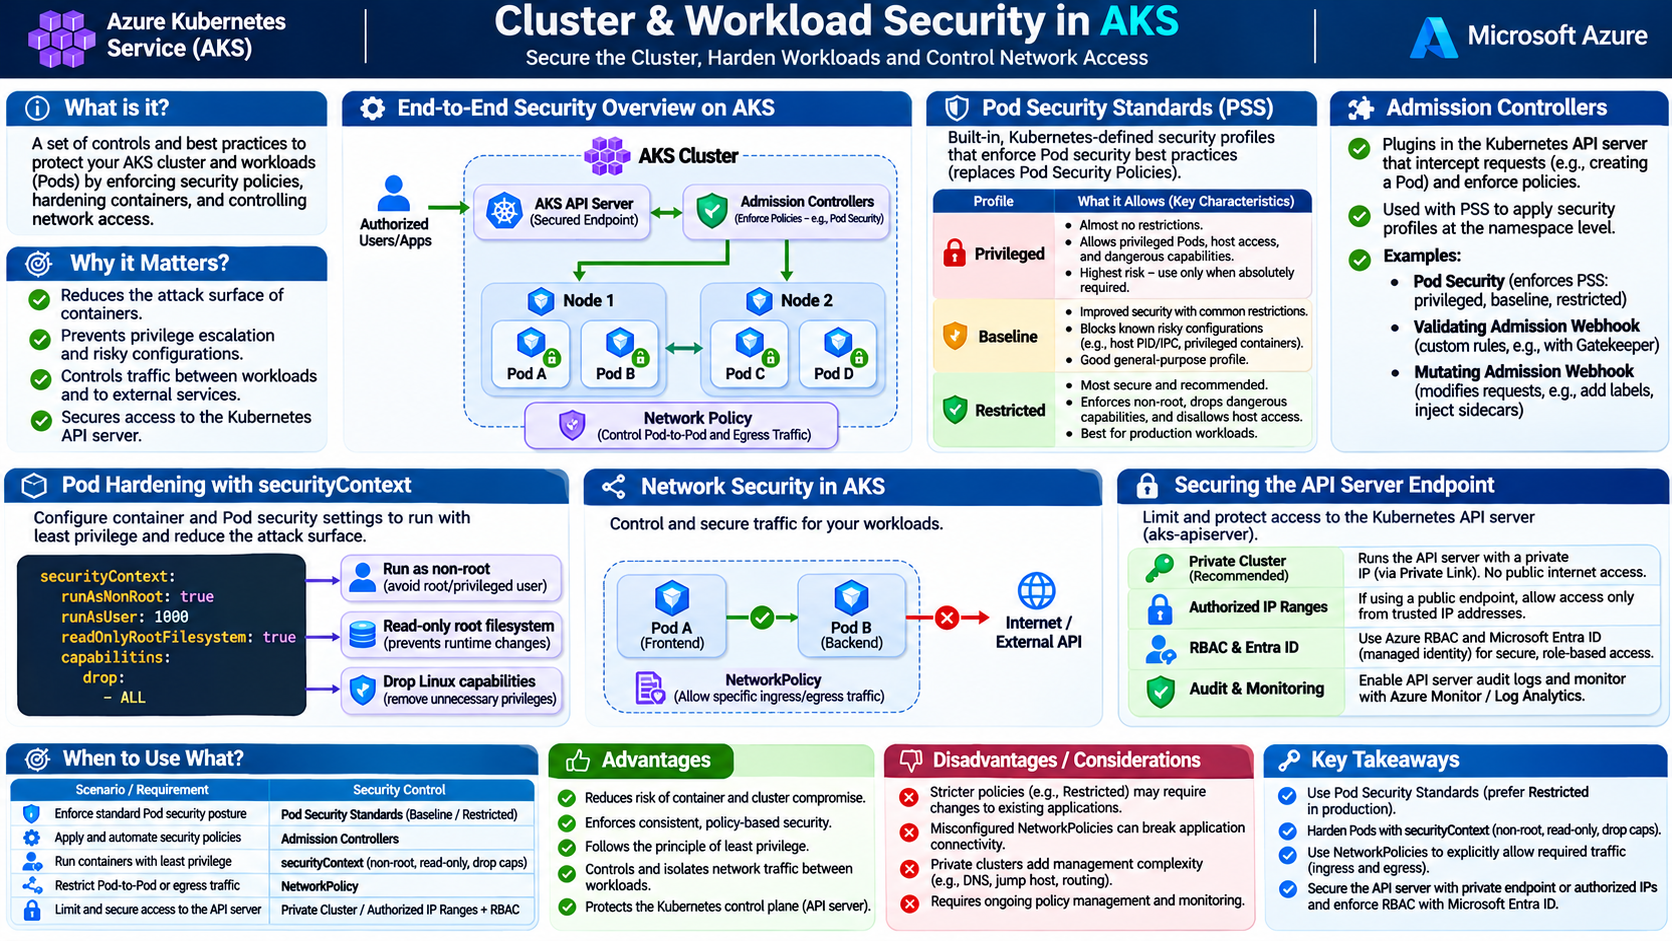 Azure Kubernetes
Service (AKS)
Cluster & Workload Security in AKS
Secure the Cluster, Harden Workloads and Control Network Access
Microsoft Azure
What is it?
A set of controls and best practices to
protect your AKS cluster and workloads
(Pods) by enforcing security policies,
hardening containers, and controlling
network access.
Why it Matters?
Reduces the attack surface of
containers.
Prevents privilege escalation
and risky configurations.
Controls traffic between workloads
and to external services.
Secures access to the Kubernetes
API server.
End-to-End Security Overview on AKS
AKS Cluster
Authorized
Users/Apps
AKS API Server
(Secured Endpoint)
Admission Controllers
(Enforce Policies – e.g., Pod Security)
Node 1
Node 2
Pod A
Pod B
Pod C
Pod D
Network Policy
(Control Pod-to-Pod and Egress Traffic)
Pod Security Standards (PSS)
Built-in, Kubernetes-defined security profiles
that enforce Pod security best practices
(replaces Pod Security Policies).
Profile
What it Allows (Key Characteristics)
Privileged
• Almost no restrictions.
• Allows privileged Pods, host access,
and dangerous capabilities.
• Highest risk – use only when absolutely
required.
Baseline
• Improved security with common restrictions.
• Blocks known risky configurations
(e.g., host PID/IPC, privileged containers).
• Good general-purpose profile.
Restricted
• Most secure and recommended.
• Enforces non-root, drops dangerous
capabilities, and disallows host access.
• Best for production workloads.
Admission Controllers
Plugins in the Kubernetes API server
that intercept requests (e.g., creating
a Pod) and enforce policies.
Used with PSS to apply security
profiles at the namespace level.
Examples:
• Pod Security (enforces PSS:
privileged, baseline, restricted)
• Validating Admission Webhook
(custom rules, e.g., with Gatekeeper)
• Mutating Admission Webhook
(modifies requests, e.g., add labels,
inject sidecars)
Pod Hardening with securityContext
Configure container and Pod security settings to run with
least privilege and reduce the attack surface.
securityContext:
runAsNonRoot: true
runAsUser: 1000
readOnlyRootFilesystem: true
capabilitins:
drop:
- ALL
Run as non-root
(avoid root/privileged user)
Read-only root filesystem
(prevents runtime changes)
Drop Linux capabilities
(remove unnecessary privileges)
Network Security in AKS
Control and secure traffic for your workloads.
Pod A
(Frontend)
Pod B
(Backend)
Internet /
External API
NetworkPolicy
(Allow specific ingress/egress traffic)
Securing the API Server Endpoint
Limit and protect access to the Kubernetes API server
(aks-apiserver).
Private Cluster
(Recommended)
Runs the API server with a private
IP (via Private Link). No public internet access.
Authorized IP Ranges
If using a public endpoint, allow access only
from trusted IP addresses.
RBAC & Entra ID
Use Azure RBAC and Microsoft Entra ID
(managed identity) for secure, role-based access.
Audit & Monitoring
Enable API server audit logs and monitor
with Azure Monitor / Log Analytics.
When to Use What?
Scenario / Requirement
Security Control
Enforce standard Pod security posture
Pod Security Standards (Baseline / Restricted)
Apply and automate security policies
Admission Controllers
Run containers with least privilege
securityContext (non-root, read-only, drop caps)
Restrict Pod-to-Pod or egress traffic
NetworkPolicy
Limit and secure access to the API server
Private Cluster / Authorized IP Ranges + RBAC
Advantages
Reduces risk of container and cluster compromise.
Enforces consistent, policy-based security.
Follows the principle of least privilege.
Controls and isolates network traffic between
workloads.
Protects the Kubernetes control plane (API server).
Disadvantages / Considerations
Stricter policies (e.g., Restricted) may require
changes to existing applications.
Misconfigured NetworkPolicies can break application
connectivity.
Private clusters add management complexity
(e.g., DNS, jump host, routing).
Requires ongoing policy management and monitoring.
Key Takeaways
Use Pod Security Standards (prefer Restricted
in production).
Harden Pods with securityContext (non-root, read-only, drop caps).
Use NetworkPolicies to explicitly allow required traffic
(ingress and egress).
Secure the API server with private endpoint or authorized IPs
and enforce RBAC with Microsoft Entra ID.